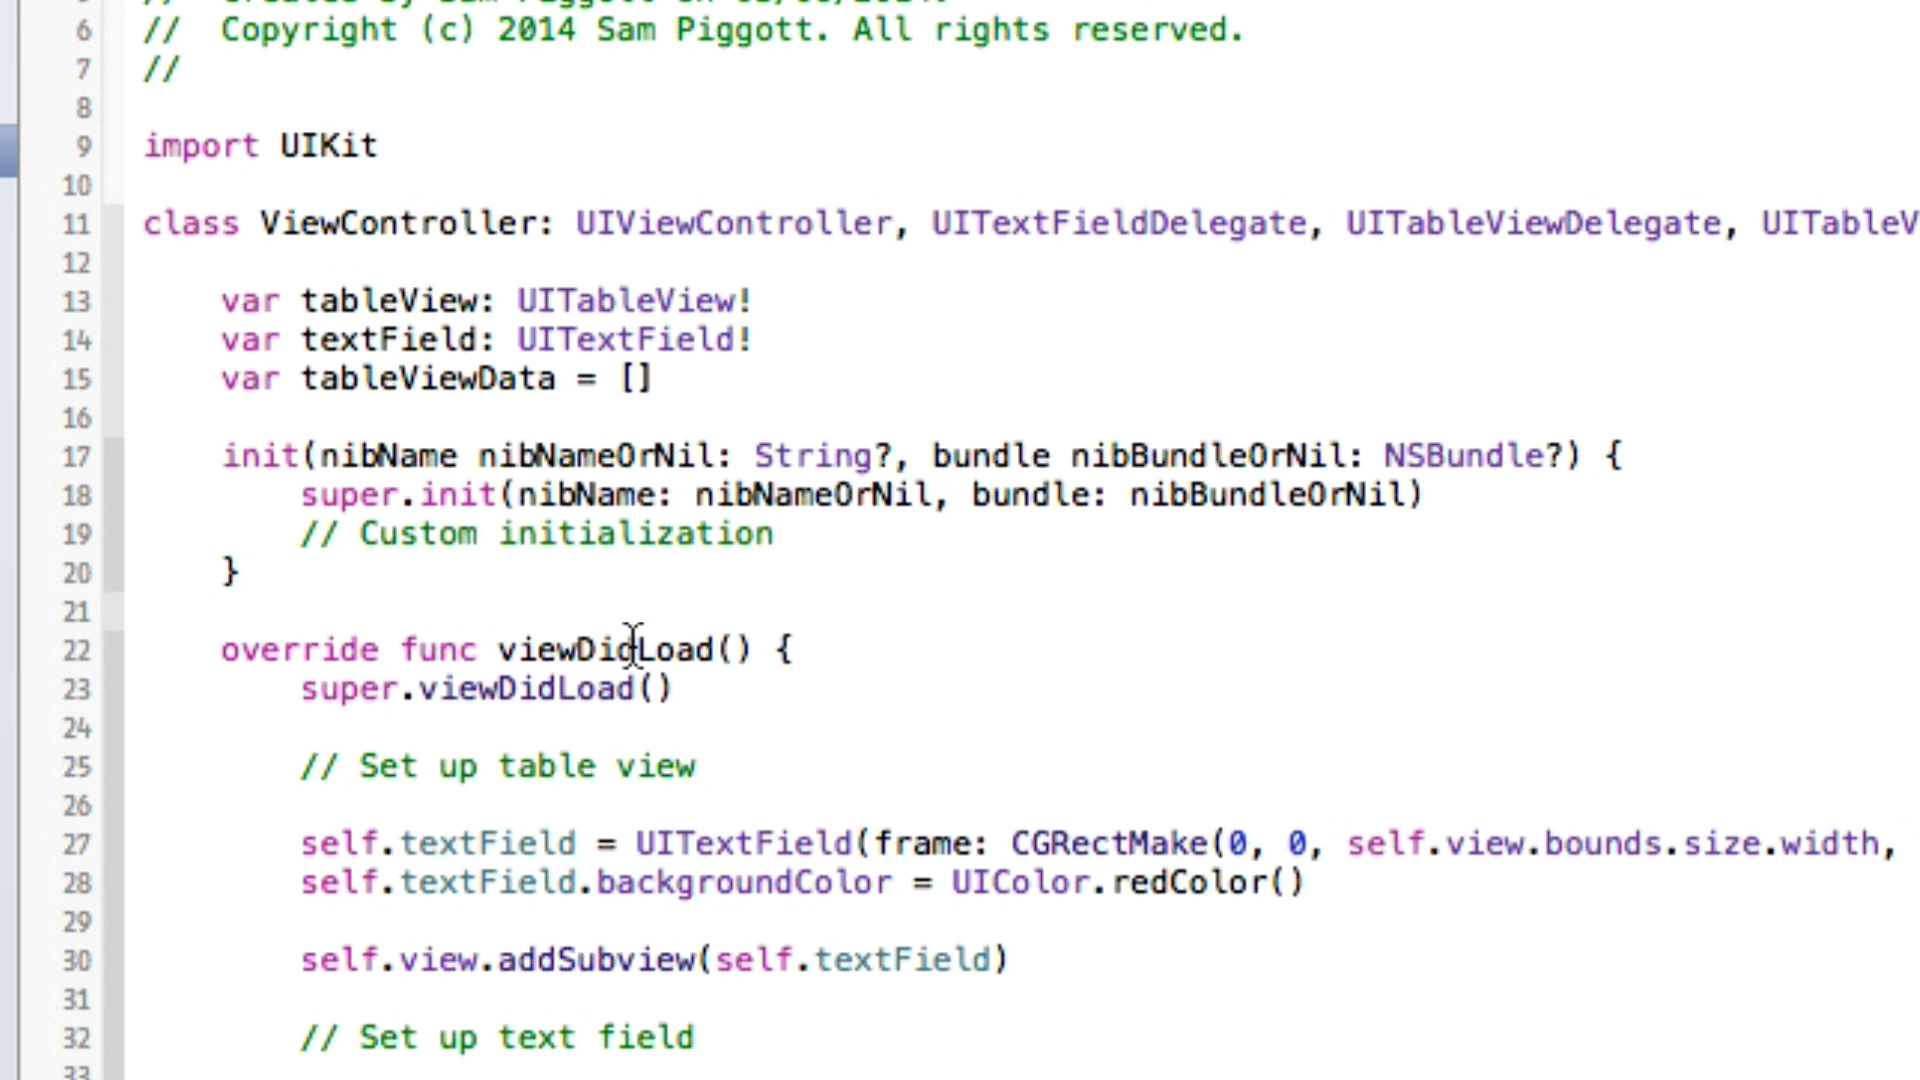 6 // Copyright (c) 2014 Sam Piggott. All rights reserved.
7 //
8
9 import UIKit
10
11 class ViewController: UIViewController, UITextFieldDelegate, UITableViewDelegate, UITableV
12
13 var tableView: UITableView!
14 var textField: UITextField!
15 var tableViewData = []
16
17 init(nibName nibNameOrNil: String?, bundle nibBundleOrNil: NSBundle?) {
18 super.init(nibName: nibNameOrNil, bundle: nibBundleOrNil)
19 // Custom initialization
20 }
21
22 override func viewDidLoad() {
23 super.viewDidLoad()
24
25 // Set up table view
26
27 self.textField = UITextField(frame: CGRectMake(0, 0, self.view.bounds.size.width,
28 self.textField.backgroundColor = UIColor.redColor()
29
30 self.view.addSubview(self.textField)
31
32 // Set up text field
33